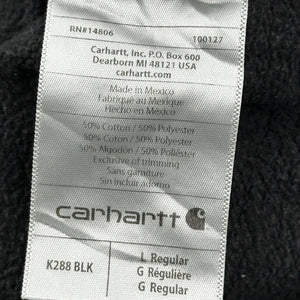 RN#14806 100127
Carhartt, Inc. P.O. Box 600
Dearborn MI 48121 USA
carhartt.com
Made in Mexico
Fabriqué au Mexique
Hecho en México
50% Cotton / 50% Polyester
50% Coton / 50% Polyester
50% Algodón / 50% Poliéster
Exclusive of trimming
Sans garniture
Sin incluir adorno
carhartt
K288 BLK
L Regular
G Régulière
G Regular